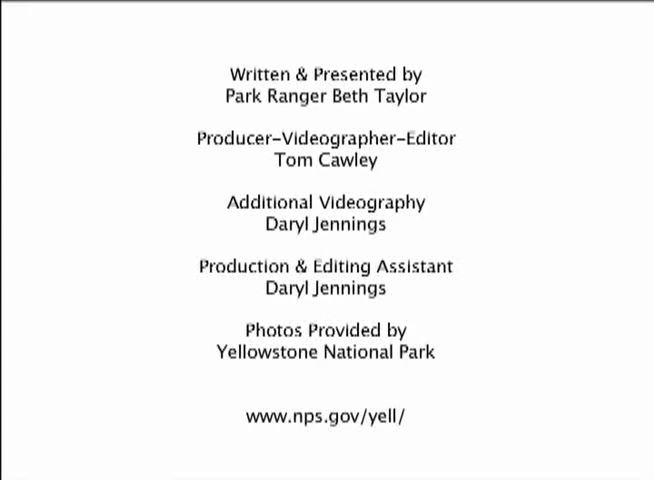 Written & Presented by
Park Ranger Beth Taylor
Producer-Videographer-Editor
Tom Cawley
Additional Videography
Daryl Jennings
Production & Editing Assistant
Daryl Jennings
Photos Provided by
Yellowstone National Park
www.nps.gov/yell/